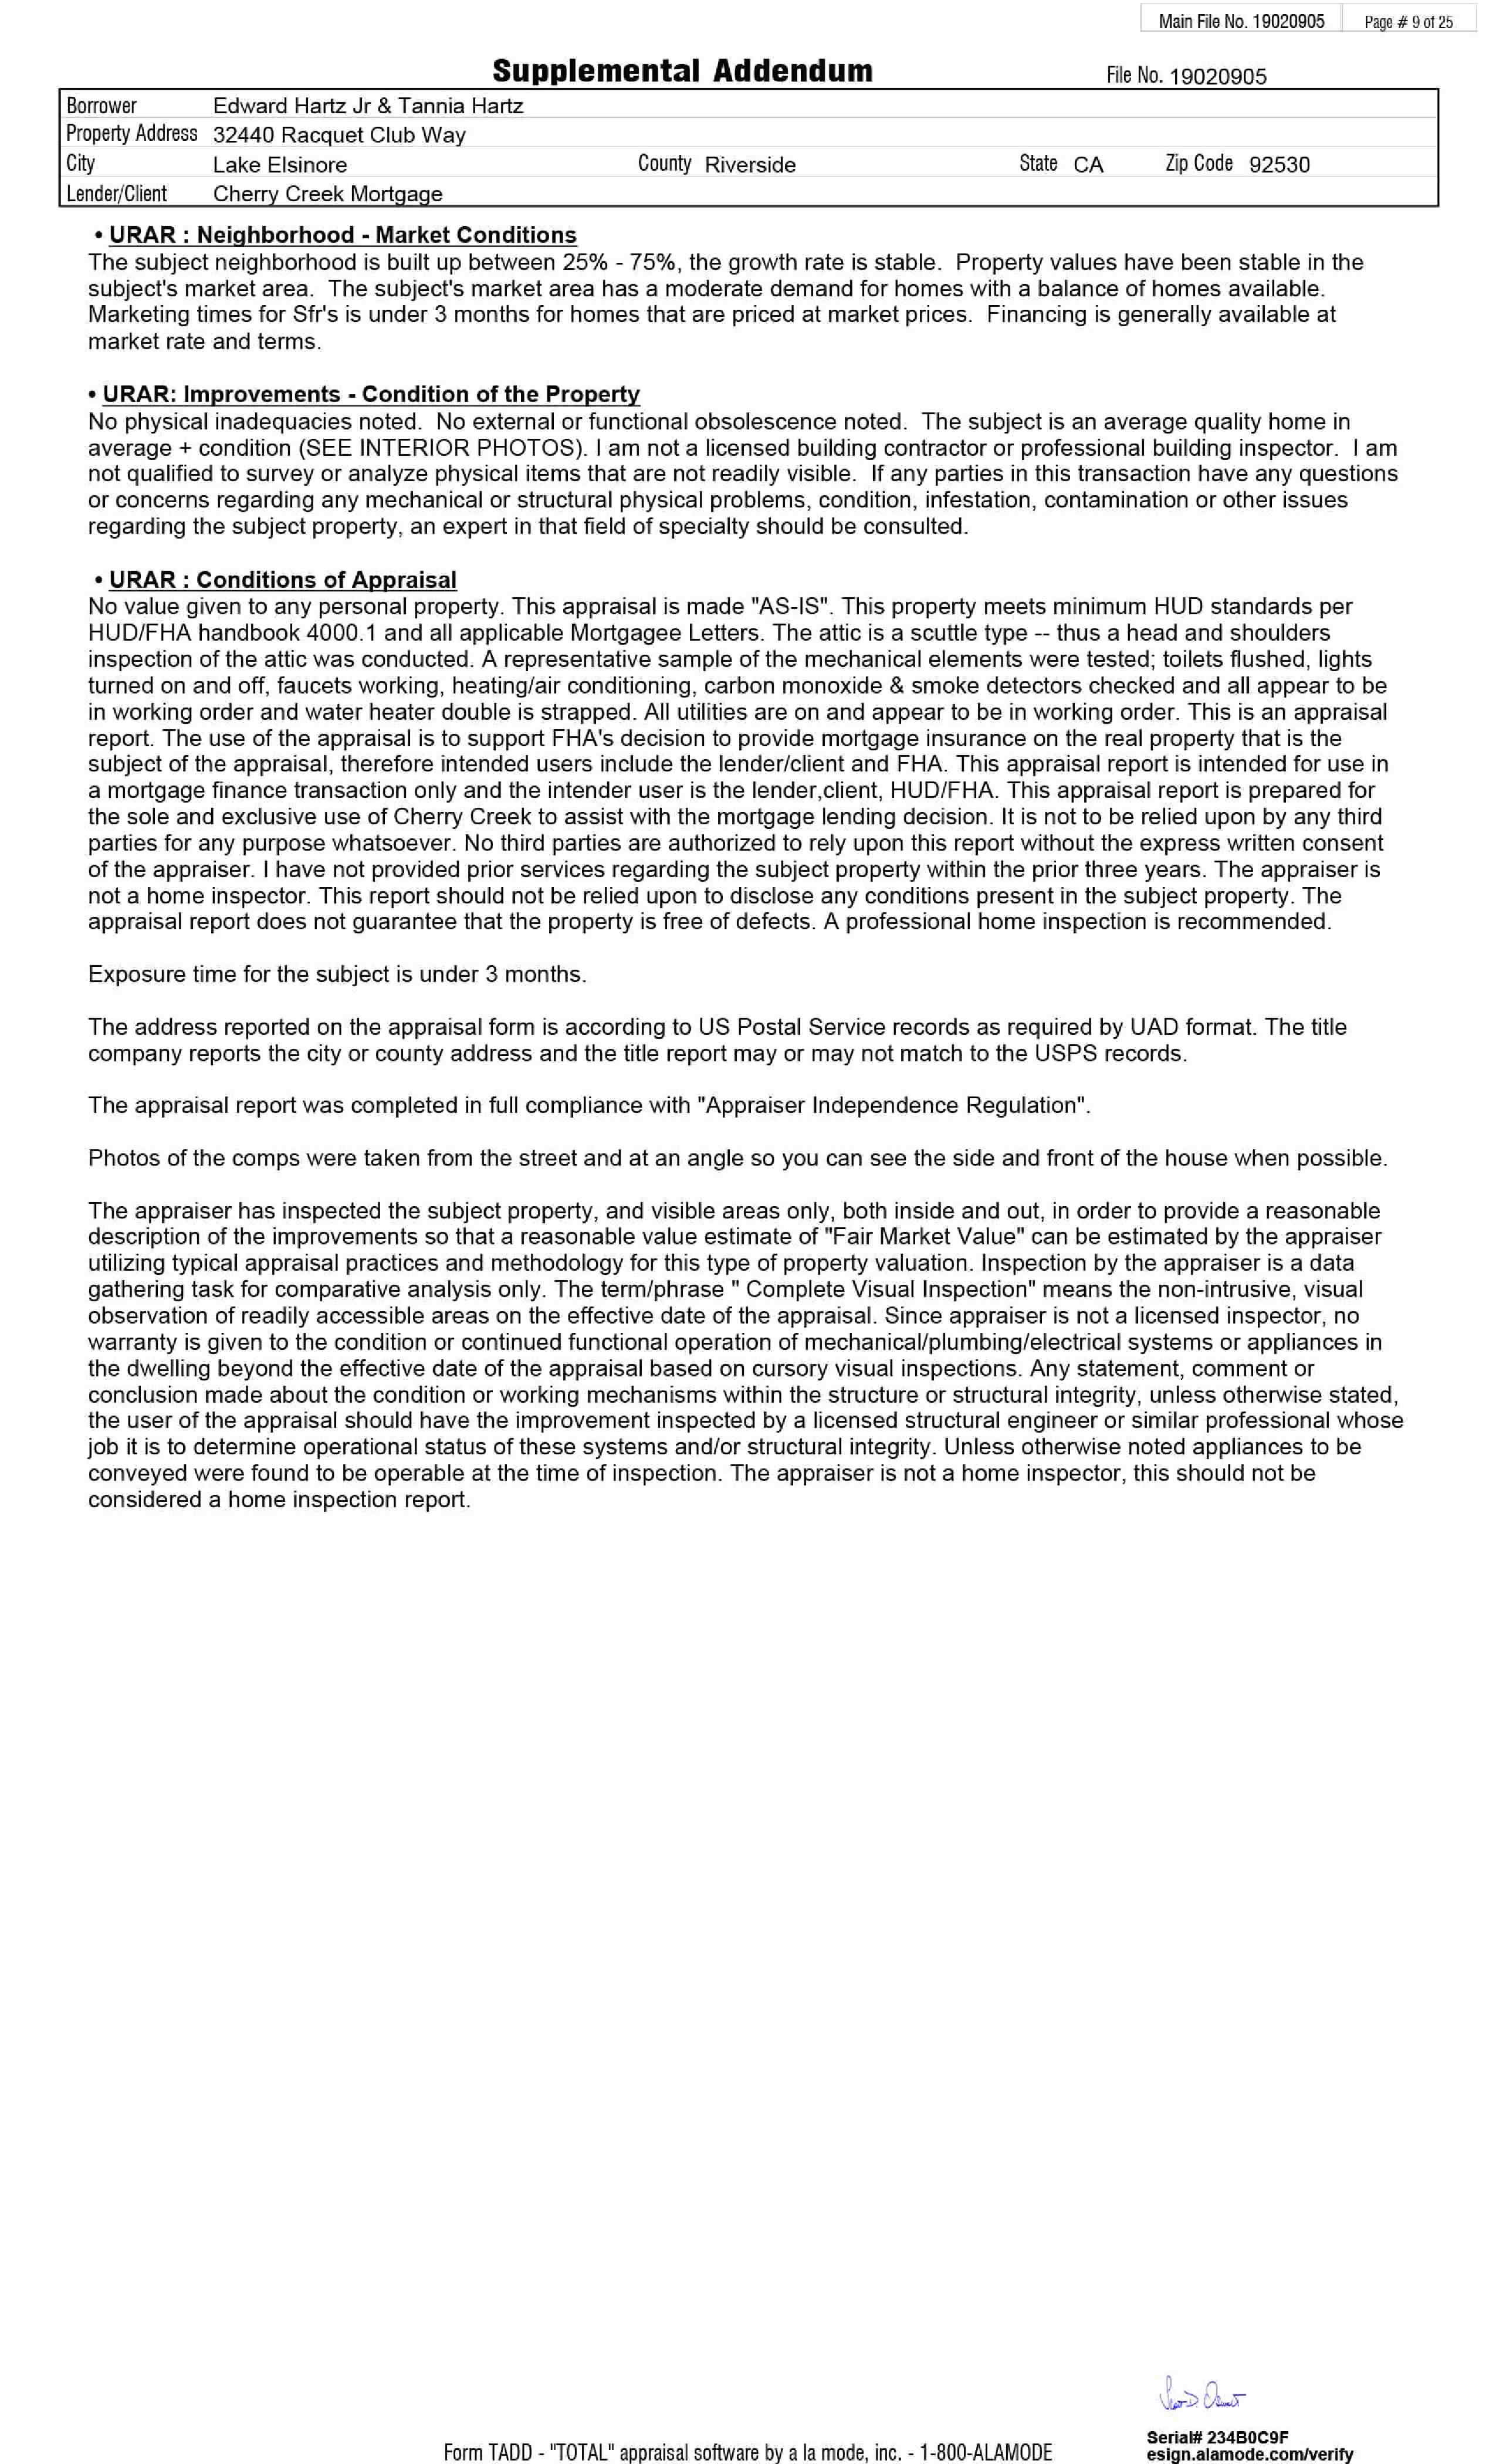 Main File No. 19020905 Page # 9 of 25
Supplemental Addendum File No. 19020905
Borrower Edward Hartz Jr & Tannia Hartz
Property Address 32440 Racquet Club Way
City Lake Elsinore County Riverside State CA Zip Code 92530
Lender/Client Cherry Creek Mortgage
• URAR : Neighborhood - Market Conditions
The subject neighborhood is built up between 25% - 75%, the growth rate is stable.  Property values have been stable in the
subject's market area.  The subject's market area has a moderate demand for homes with a balance of homes available.
Marketing times for Sfr's is under 3 months for homes that are priced at market prices.  Financing is generally available at
market rate and terms.
• URAR: Improvements - Condition of the Property
No physical inadequacies noted.  No external or functional obsolescence noted.  The subject is an average quality home in
average + condition (SEE INTERIOR PHOTOS). I am not a licensed building contractor or professional building inspector.  I am
not qualified to survey or analyze physical items that are not readily visible.  If any parties in this transaction have any questions
or concerns regarding any mechanical or structural physical problems, condition, infestation, contamination or other issues
regarding the subject property, an expert in that field of specialty should be consulted.
• URAR : Conditions of Appraisal
No value given to any personal property. This appraisal is made "AS-IS". This property meets minimum HUD standards per
HUD/FHA handbook 4000.1 and all applicable Mortgagee Letters. The attic is a scuttle type -- thus a head and shoulders
inspection of the attic was conducted. A representative sample of the mechanical elements were tested; toilets flushed, lights
turned on and off, faucets working, heating/air conditioning, carbon monoxide & smoke detectors checked and all appear to be
in working order and water heater double is strapped. All utilities are on and appear to be in working order. This is an appraisal
report. The use of the appraisal is to support FHA's decision to provide mortgage insurance on the real property that is the
subject of the appraisal, therefore intended users include the lender/client and FHA. This appraisal report is intended for use in
a mortgage finance transaction only and the intender user is the lender,client, HUD/FHA. This appraisal report is prepared for
the sole and exclusive use of Cherry Creek to assist with the mortgage lending decision. It is not to be relied upon by any third
parties for any purpose whatsoever. No third parties are authorized to rely upon this report without the express written consent
of the appraiser. I have not provided prior services regarding the subject property within the prior three years. The appraiser is
not a home inspector. This report should not be relied upon to disclose any conditions present in the subject property. The
appraisal report does not guarantee that the property is free of defects. A professional home inspection is recommended.
Exposure time for the subject is under 3 months.
The address reported on the appraisal form is according to US Postal Service records as required by UAD format. The title
company reports the city or county address and the title report may or may not match to the USPS records.
The appraisal report was completed in full compliance with "Appraiser Independence Regulation".
Photos of the comps were taken from the street and at an angle so you can see the side and front of the house when possible.
The appraiser has inspected the subject property, and visible areas only, both inside and out, in order to provide a reasonable
description of the improvements so that a reasonable value estimate of "Fair Market Value" can be estimated by the appraiser
utilizing typical appraisal practices and methodology for this type of property valuation. Inspection by the appraiser is a data
gathering task for comparative analysis only. The term/phrase " Complete Visual Inspection" means the non-intrusive, visual
observation of readily accessible areas on the effective date of the appraisal. Since appraiser is not a licensed inspector, no
warranty is given to the condition or continued functional operation of mechanical/plumbing/electrical systems or appliances in
the dwelling beyond the effective date of the appraisal based on cursory visual inspections. Any statement, comment or
conclusion made about the condition or working mechanisms within the structure or structural integrity, unless otherwise stated,
the user of the appraisal should have the improvement inspected by a licensed structural engineer or similar professional whose
job it is to determine operational status of these systems and/or structural integrity. Unless otherwise noted appliances to be
conveyed were found to be operable at the time of inspection. The appraiser is not a home inspector, this should not be
considered a home inspection report.
Serial# 234B0C9F
esign.alamode.com/verify
Form TADD - "TOTAL" appraisal software by a la mode, inc. - 1-800-ALAMODE